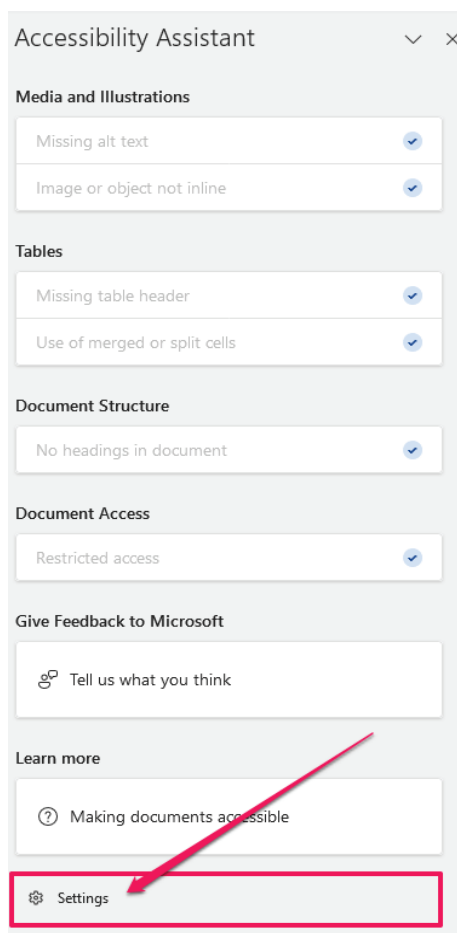 Accessibility Assistant
Media and Illustrations
Missing alt text
Image or object not inline
Tables
Missing table header
Use of merged or split cells
Document Structure
No headings in document
Document Access
Restricted access
Give Feedback to Microsoft
Tell us what you think
Learn more
Making documents accessible
Settings